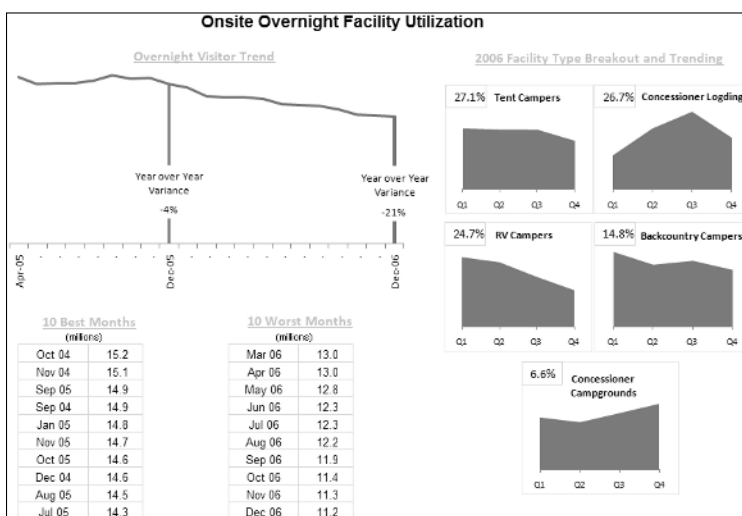 Onsite Overnight Facility Utilization
Overnight Visitor Trend
Year over Year
Variance
-4%
Year over Year
Variance
-21%
Apr-05
Dec-05
Dec-06
2006 Facility Type Breakout and Trending
27.1% Tent Campers
Q1 Q2 Q3 Q4
26.7% Concessioner Logding
Q1 Q2 Q3 Q4
24.7% RV Campers
Q1 Q2 Q3 Q4
14.8% Backcountry Campers
Q1 Q2 Q3 Q4
6.6% Concessioner
Campgrounds
Q1 Q2 Q3 Q4
10 Best Months
(millions)
Oct 04 15.2
Nov 04 15.1
Sep 05 14.9
Sep 04 14.9
Jan 05 14.8
Nov 05 14.7
Oct 05 14.6
Dec 04 14.6
Aug 05 14.5
Jul 05 14.3
10 Worst Months
(millions)
Mar 06 13.0
Apr 06 13.0
May 06 12.8
Jun 06 12.3
Jul 06 12.3
Aug 06 12.2
Sep 06 11.9
Oct 06 11.4
Nov 06 11.3
Dec 06 11.2